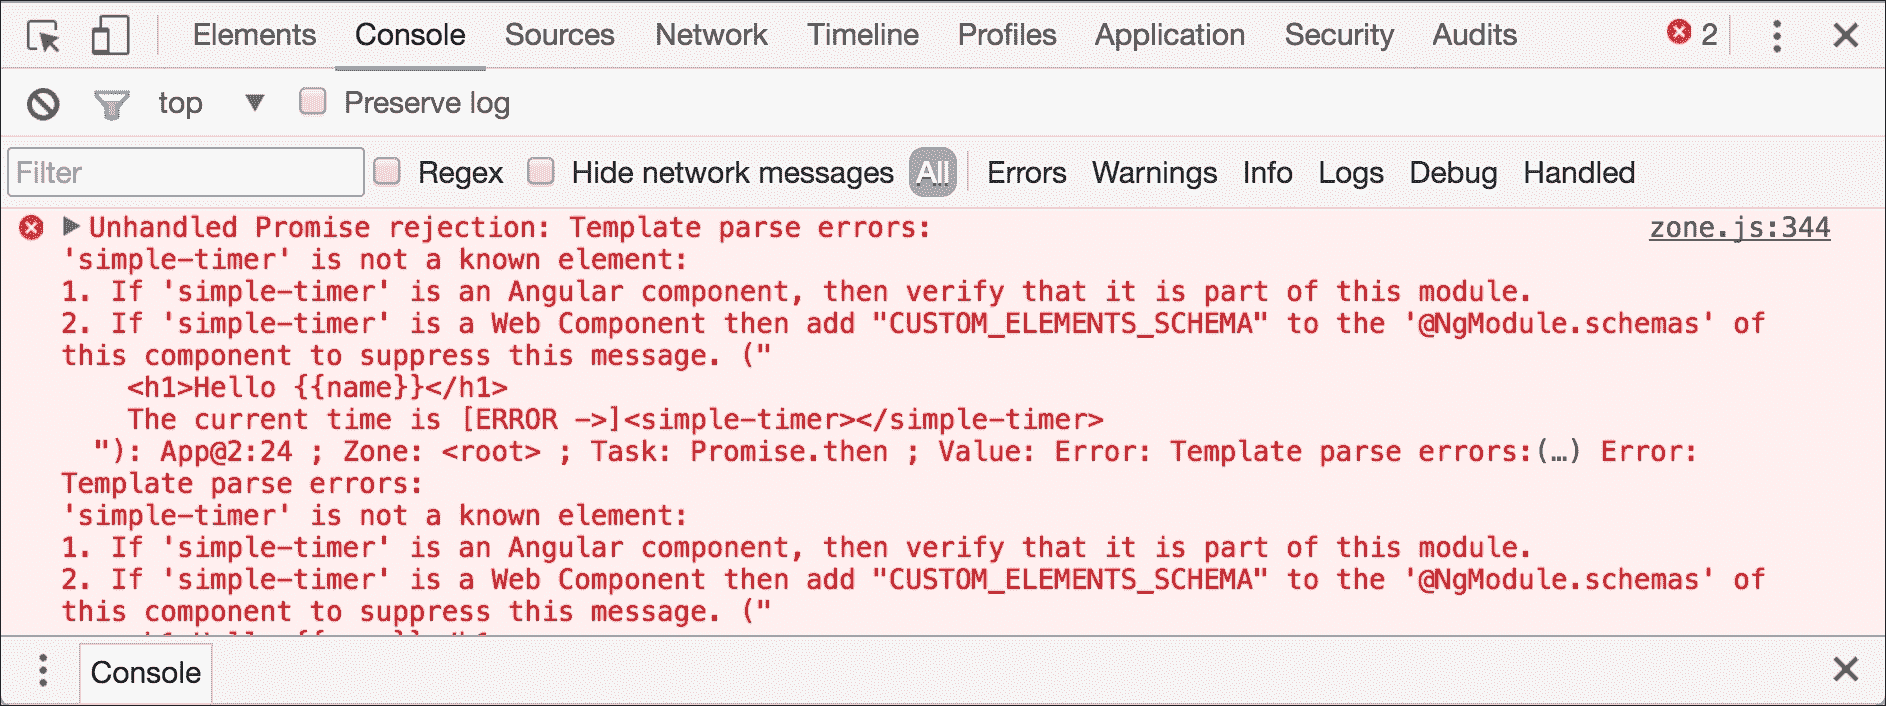 Elements Console Sources Network Timeline Profiles Application Security Audits 2
top Preserve log
Filter Regex Hide network messages All Errors Warnings Info Logs Debug Handled
Unhandled Promise rejection: Template parse errors: zone.js:344
'simple-timer' is not a known element:
1. If 'simple-timer' is an Angular component, then verify that it is part of this module.
2. If 'simple-timer' is a Web Component then add "CUSTOM_ELEMENTS_SCHEMA" to the '@NgModule.schemas' of
this component to suppress this message. ("
<h1>Hello {{name}}</h1>
The current time is [ERROR ->]<simple-timer></simple-timer>
"): App@2:24 ; Zone: <root> ; Task: Promise.then ; Value: Error: Template parse errors:(…) Error:
Template parse errors:
'simple-timer' is not a known element:
1. If 'simple-timer' is an Angular component, then verify that it is part of this module.
2. If 'simple-timer' is a Web Component then add "CUSTOM_ELEMENTS_SCHEMA" to the '@NgModule.schemas' of
this component to suppress this message. ("
Console